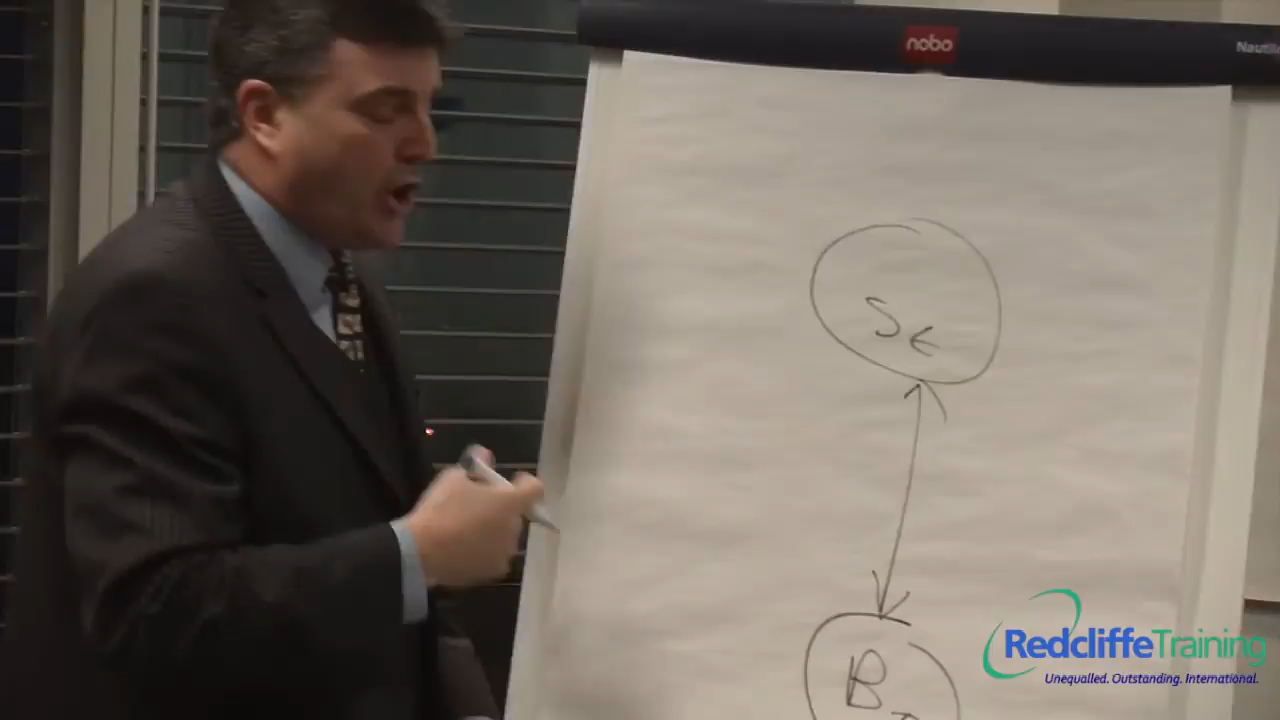 nobo
Nautil
SE
B
RedcliffeTraining
Unequalled. Outstanding. International.